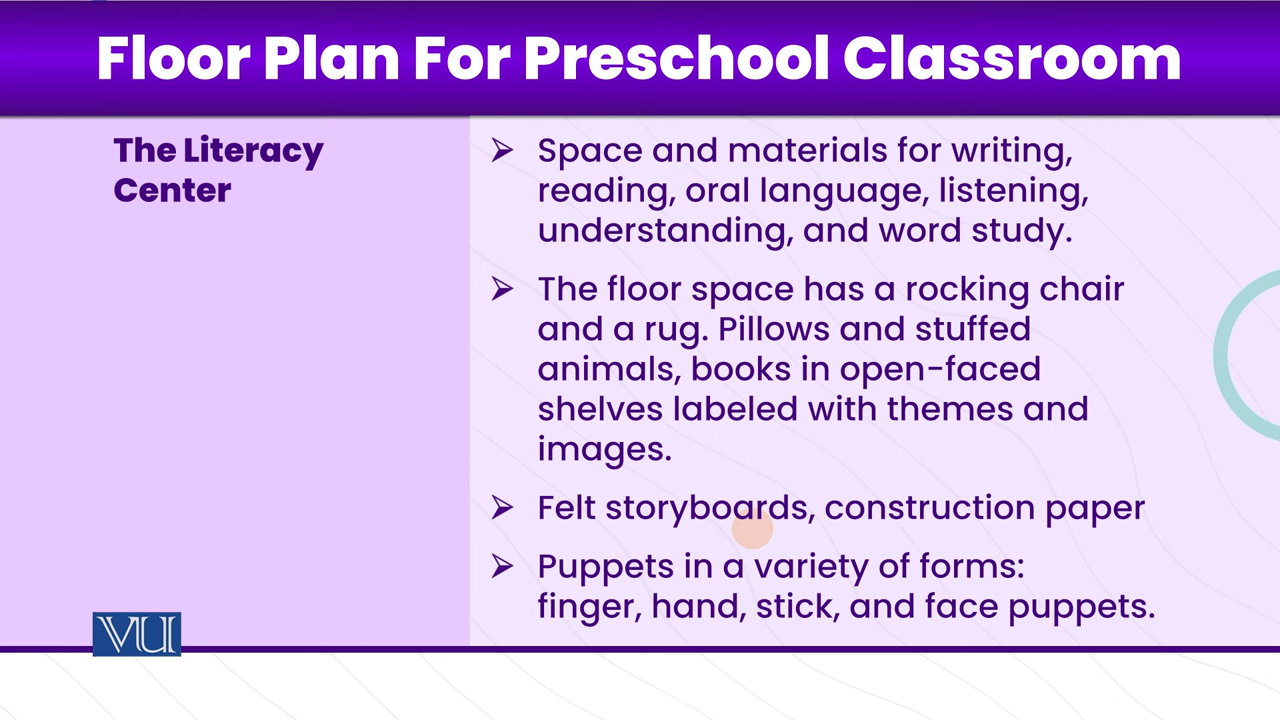 Floor Plan For Preschool Classroom
The Literacy
Center
➢ Space and materials for writing,
reading, oral language, listening,
understanding, and word study.
➢ The floor space has a rocking chair
and a rug. Pillows and stuffed
animals, books in open-faced
shelves labeled with themes and
images.
➢ Felt storyboards, construction paper
➢ Puppets in a variety of forms:
finger, hand, stick, and face puppets.
VU